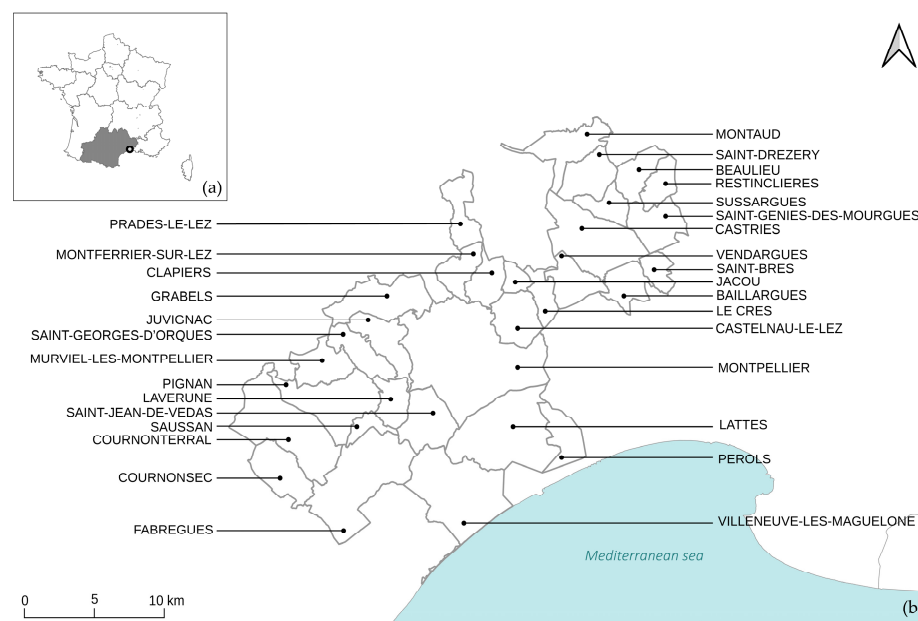 (a)
MONTAUD
SAINT-DREZERY
BEAULIEU
RESTINCLIERES
SUSSARGUES
SAINT-GENIES-DES-MOURGUES
CASTRIES
VENDARGUES
SAINT-BRES
JACOU
BAILLARGUES
LE CRES
CASTELNAU-LE-LEZ
MONTPELLIER
LATTES
PEROLS
VILLENEUVE-LES-MAGUELONE
PRADES-LE-LEZ
MONTFERRIER-SUR-LEZ
CLAPIERS
GRABELS
JUVIGNAC
SAINT-GEORGES-D'ORQUES
MURVIEL-LES-MONTPELLIER
PIGNAN
LAVERUNE
SAINT-JEAN-DE-VEDAS
SAUSSAN
COURNONTERRAL
COURNONSEC
FABREGUES
Mediterranean sea
0 5 10 km
(b